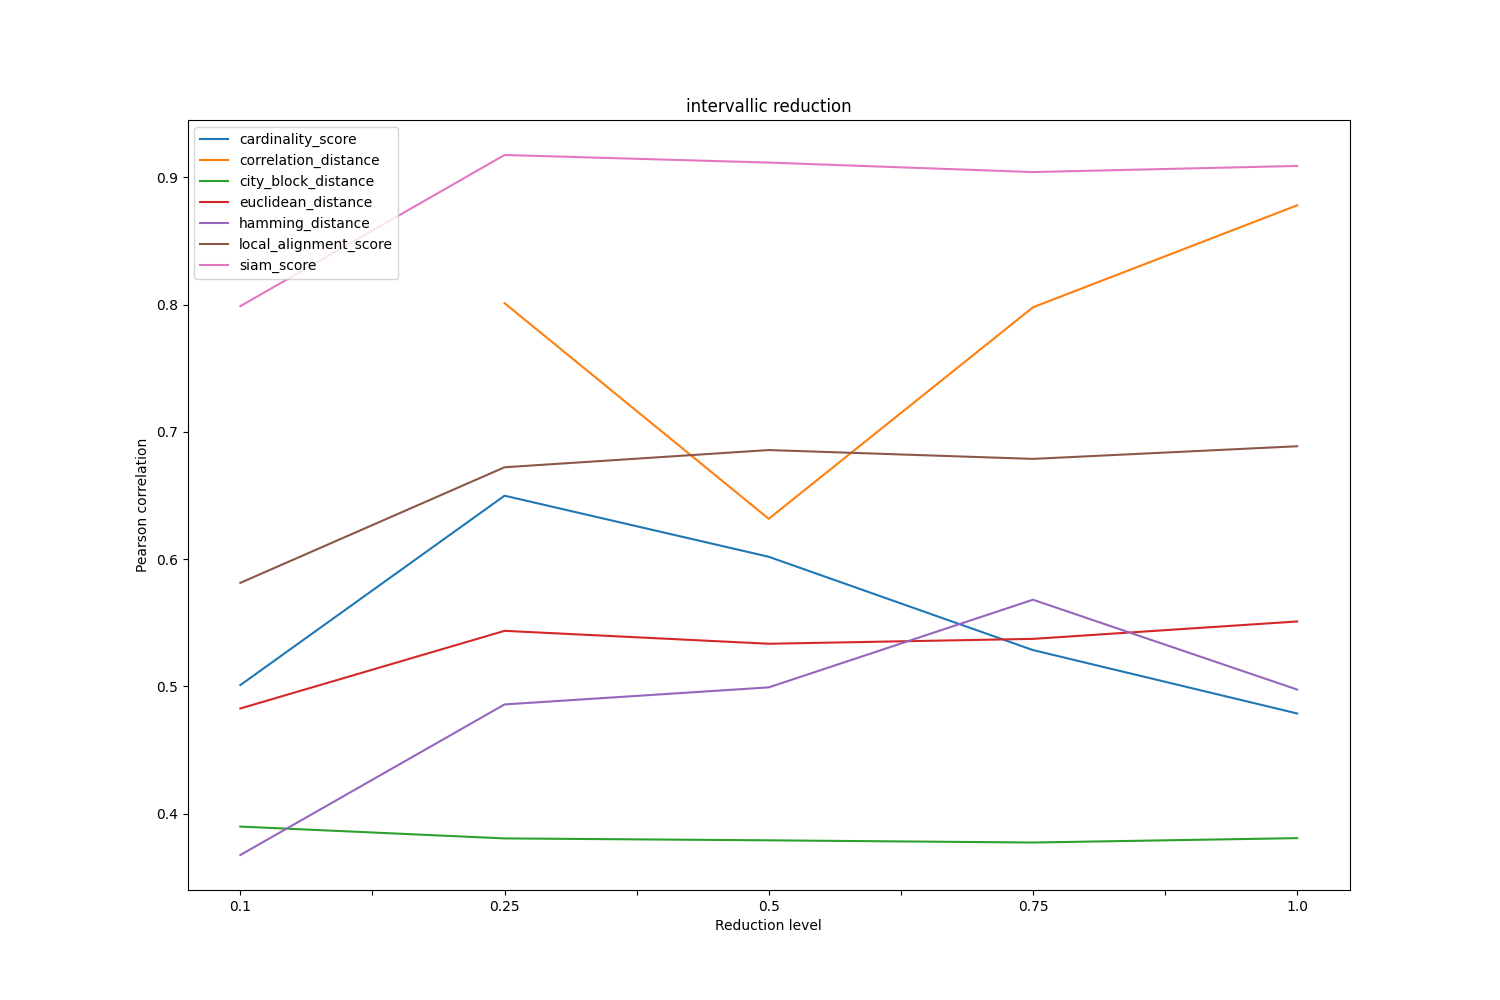 intervallic reduction
cardinality_score
correlation_distance
city_block_distance
euclidean_distance
hamming_distance
local_alignment_score
siam_score
0.9
0.8
0.7
0.6
0.5
0.4
Pearson correlation
0.1 0.25 0.5 0.75 1.0
Reduction level